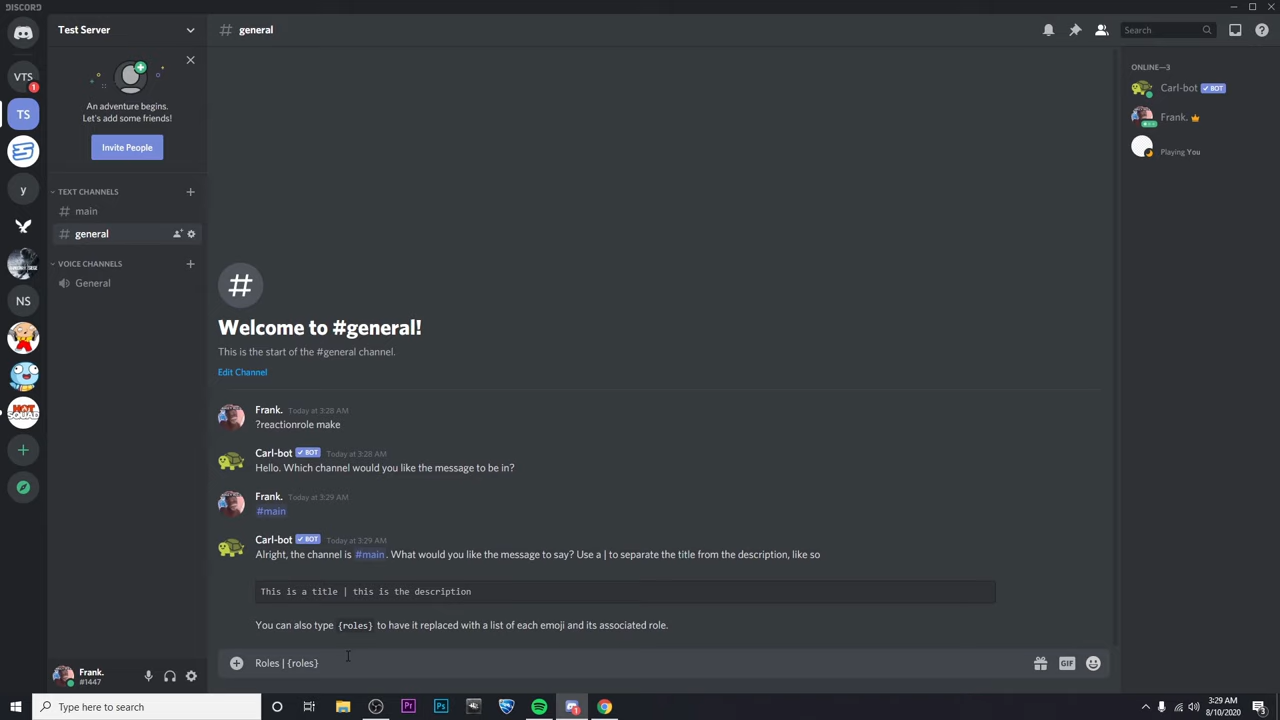 DISCORD
Test Server
# general
Search
VTS
1
TS
An adventure begins.
Let's add some friends!
Invite People
y
TEXT CHANNELS
# main
# general
VOICE CHANNELS
General
NS
HOT
SQUAD
ONLINE—3
Carl-bot BOT
Frank.
Playing You
#
Welcome to #general!
This is the start of the #general channel.
Edit Channel
Frank. Today at 3:28 AM
?reactionrole make
Carl-bot BOT Today at 3:28 AM
Hello. Which channel would you like the message to be in?
Frank. Today at 3:29 AM
#main
Carl-bot BOT Today at 3:29 AM
Alright, the channel is #main. What would you like the message to say? Use a | to separate the title from the description, like so
This is a title | this is the description
You can also type {roles} to have it replaced with a list of each emoji and its associated role.
Roles | {roles}
GIF
Frank.
#1447
Type here to search
Pr
Ps
1
3:29 AM
8/10/2020